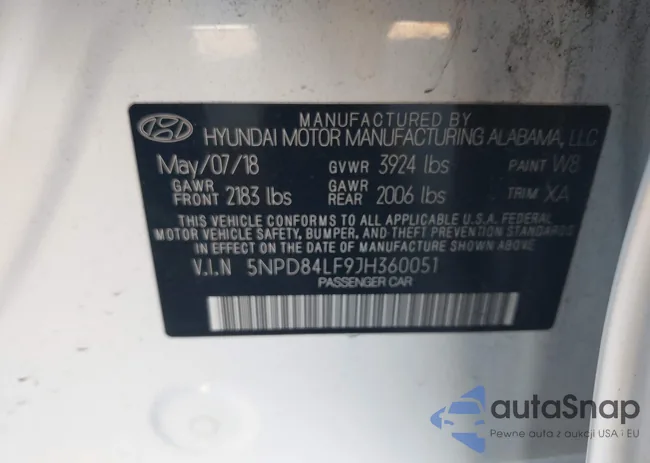 MANUFACTURED BY
HYUNDAI MOTOR MANUFACTURING ALABAMA, LLC
May/07/18 GVWR 3924 lbs PAINT W8
GAWR FRONT 2183 lbs GAWR REAR 2006 lbs TRIM XA
THIS VEHICLE CONFORMS TO ALL APPLICABLE U.S.A. FEDERAL
MOTOR VEHICLE SAFETY, BUMPER, AND THEFT PREVENTION STANDARDS
IN EFFECT ON THE DATE OF MANUFACTURE SHOWN ABOVE
V.I.N 5NPD84LF9JH360051
PASSENGER CAR
autaSnap
Pewne auta z aukcji USA i EU